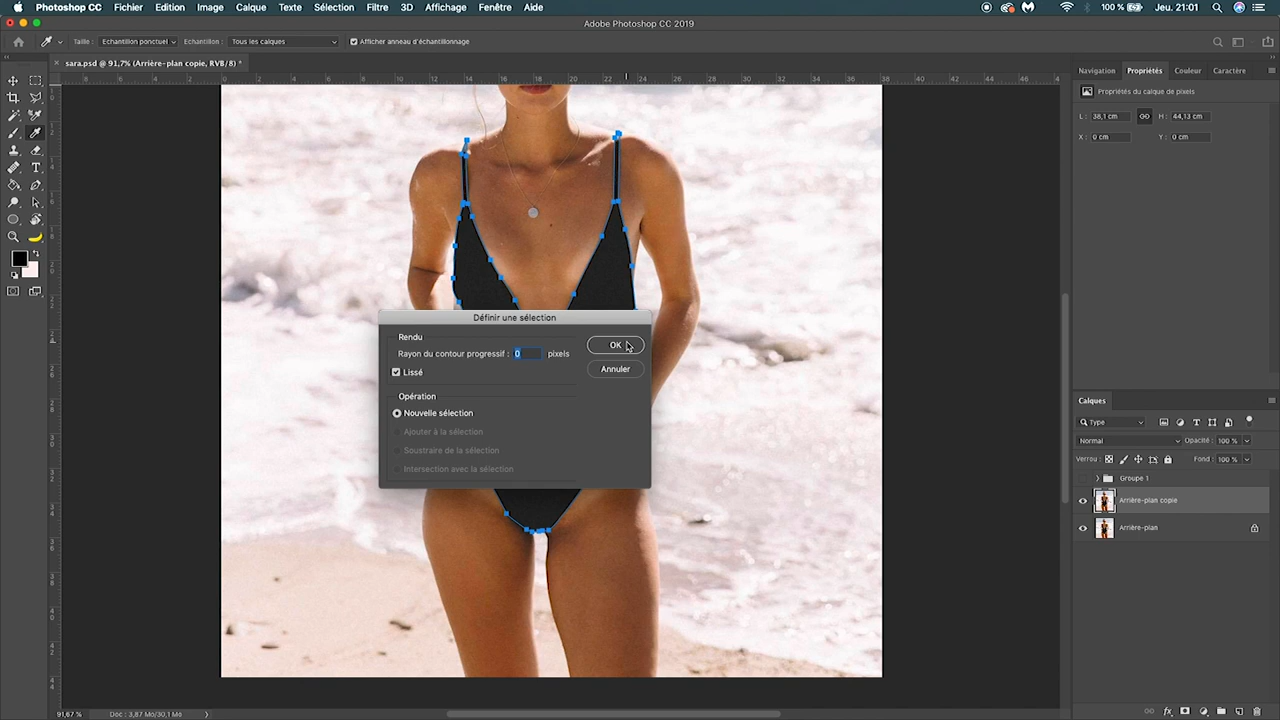 Photoshop CC Fichier Edition Image Calque Texte Sélection Filtre 3D Affichage Fenêtre Aide 100 % Jeu. 21:01
Adobe Photoshop CC 2019
Taille : Echantillon ponctuel Echantillon : Tous les calques Afficher anneau d'échantillonnage
sara.psd @ 91,7% (Arrière-plan copie, RVB/8) *
Navigation Propriétés Couleur Caractère
Propriétés du calque de pixels
L : 38,1 cm H : 44,13 cm
X : 0 cm Y : 0 cm
Définir une sélection
Rendu
Rayon du contour progressif : 0 pixels
Lissé
OK
Annuler
Opération
Nouvelle sélection
Ajouter à la sélection
Soustraire de la sélection
Intersection avec la sélection
Calques
Type
Normal Opacité : 100 %
Verrou : Fond : 100 %
Groupe 1
Arrière-plan copie
Arrière-plan
91,67 % Doc : 3,87 Mo/30,1 Mo